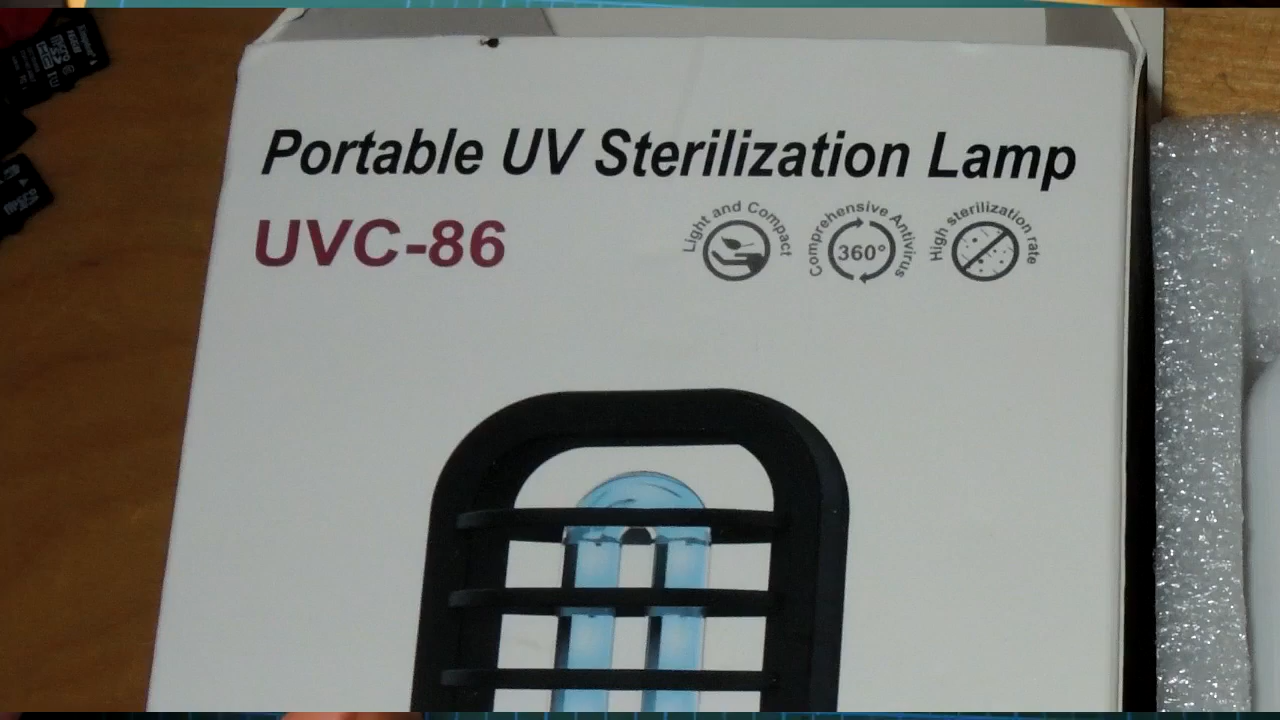 Portable UV Sterilization Lamp
UVC-86
Light and Compact
Comprehensive Antivirus
360°
High sterilization rate